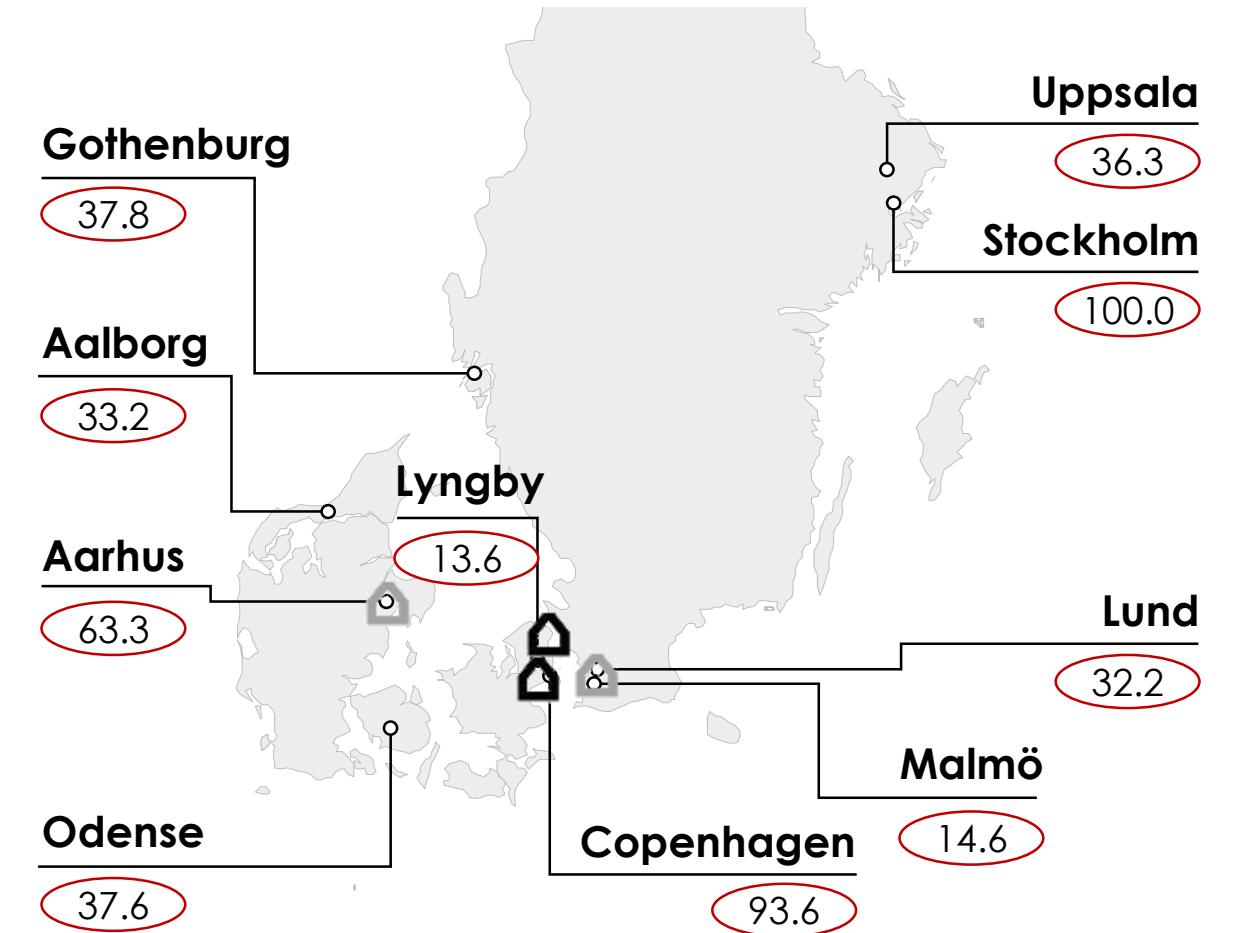 Uppsala
36.3
Gothenburg
37.8
Stockholm
100.0
Aalborg
33.2
Lyngby
13.6
Aarhus
63.3
Lund
32.2
Malmö
14.6
Odense
37.6
Copenhagen
93.6